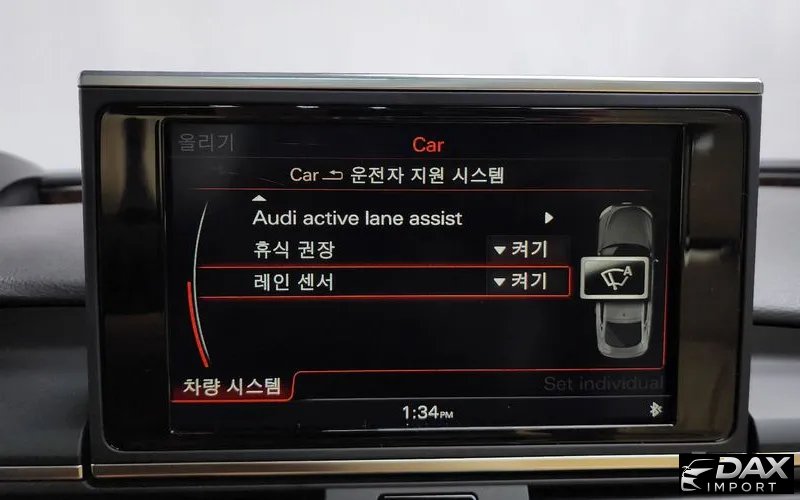 올리기
Car
Car 운전자 지원 시스템
Audi active lane assist
휴식 권장 켜기
레인 센서 켜기
A
차량 시스템
Set individual
1:34PM
DAX
IMPORT